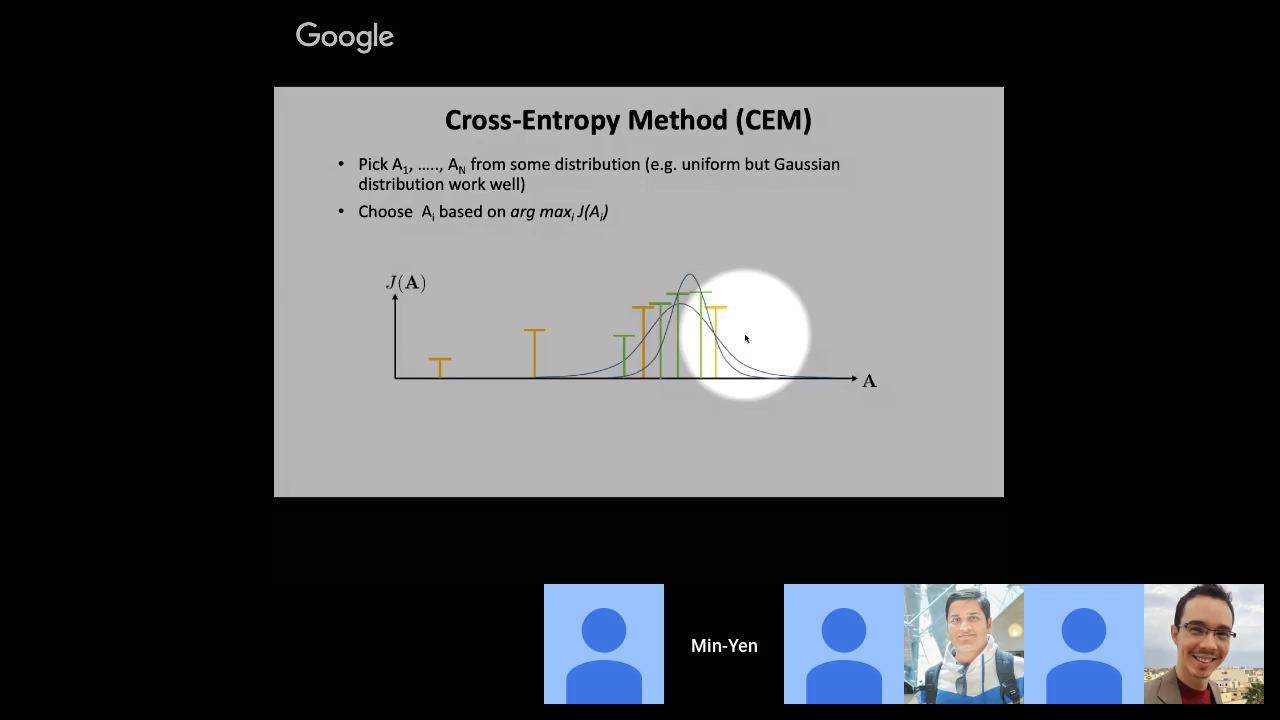 Google
Cross-Entropy Method (CEM)
• Pick A₁, ....., A_N from some distribution (e.g. uniform but Gaussian
distribution work well)
• Choose Aᵢ based on arg maxᵢ J(Aᵢ)
J(A)
A
Min-Yen